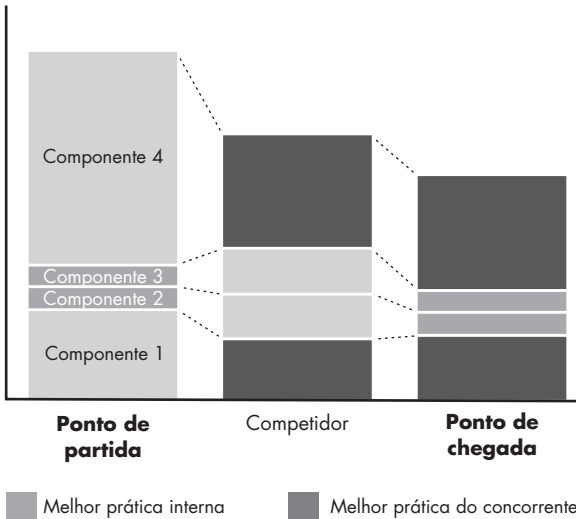 Componente 4
Componente 3
Componente 2
Componente 1
Ponto de
partida
Competidor
Ponto de
chegada
Melhor prática interna
Melhor prática do concorrente